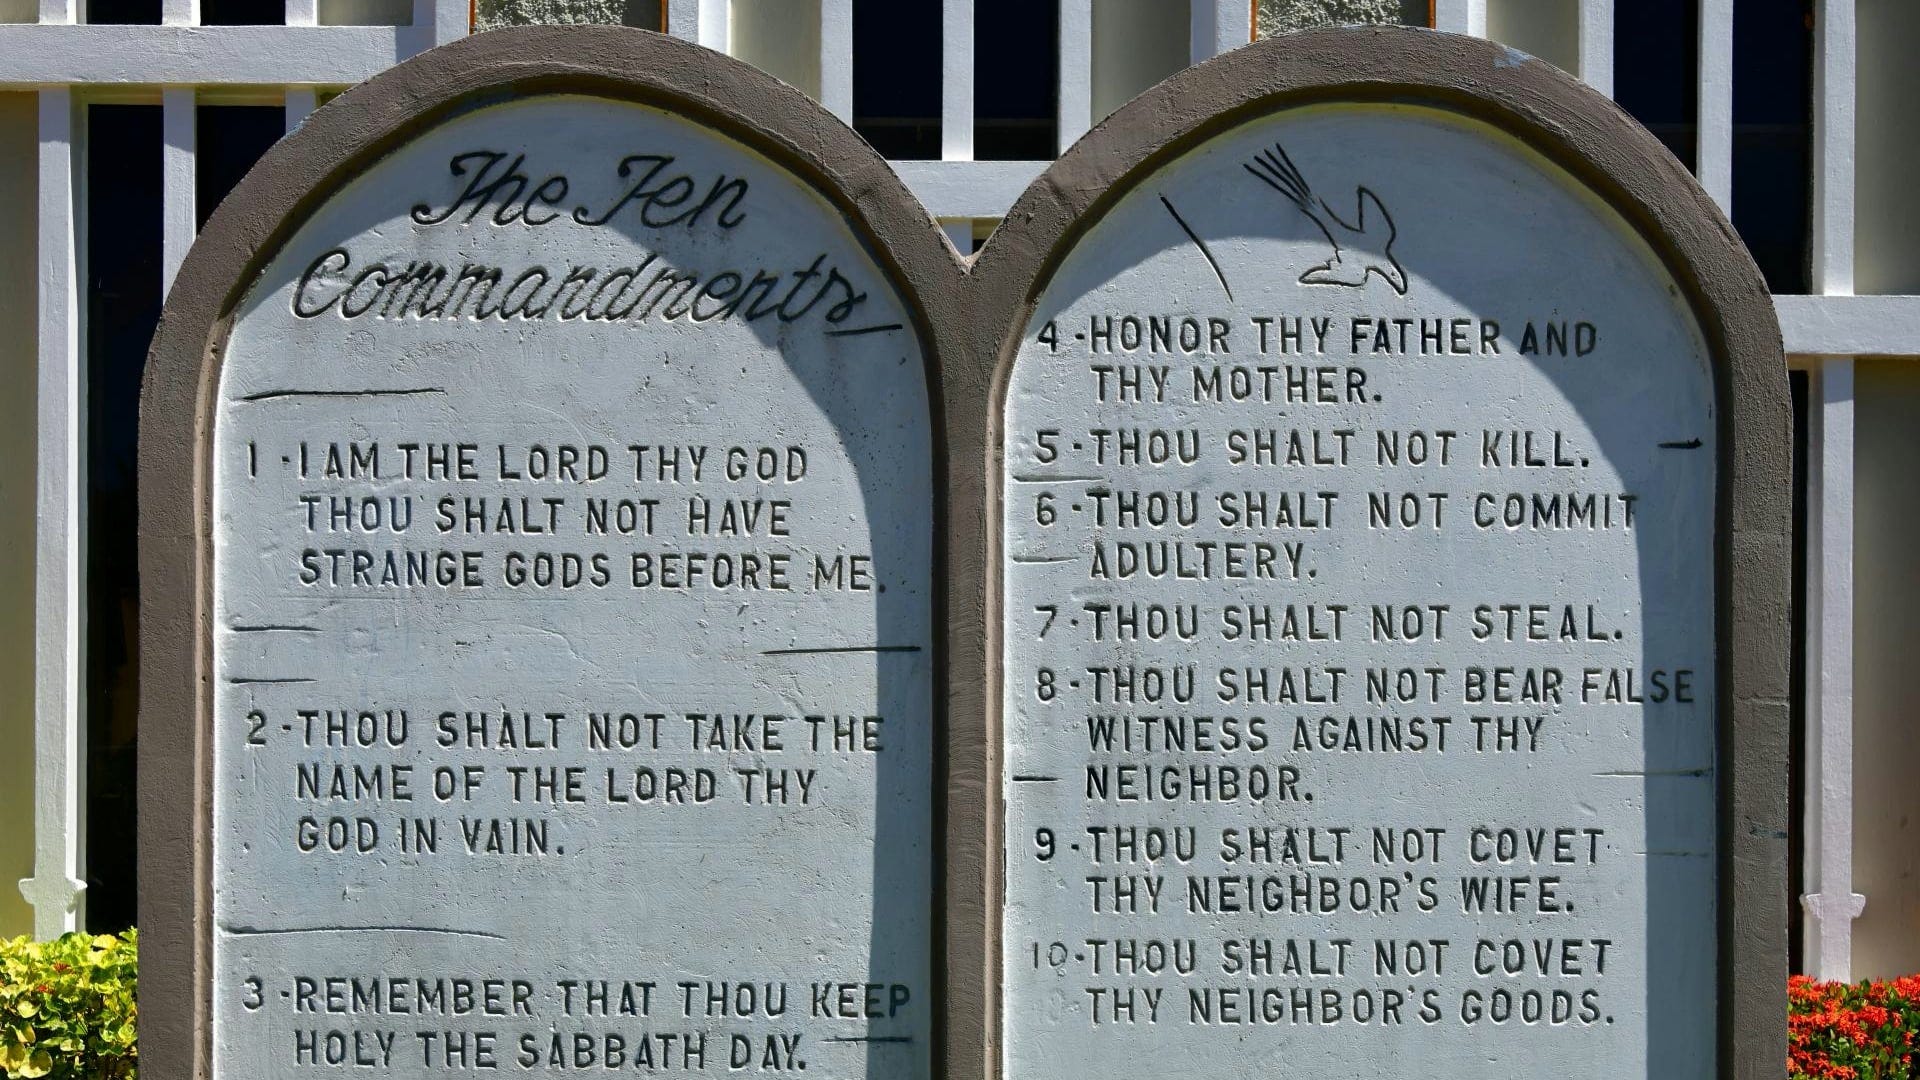 The Ten
Commandments
1-I AM THE LORD THY GOD
THOU SHALT NOT HAVE
STRANGE GODS BEFORE ME.
2-THOU SHALT NOT TAKE THE
NAME OF THE LORD THY
GOD IN VAIN.
3-REMEMBER THAT THOU KEEP
HOLY THE SABBATH DAY.
4-HONOR THY FATHER AND
THY MOTHER.
5-THOU SHALT NOT KILL.
6-THOU SHALT NOT COMMIT
ADULTERY.
7-THOU SHALT NOT STEAL.
8-THOU SHALT NOT BEAR FALSE
WITNESS AGAINST THY
NEIGHBOR.
9-THOU SHALT NOT COVET
THY NEIGHBOR'S WIFE.
10-THOU SHALT NOT COVET
THY NEIGHBOR'S GOODS.